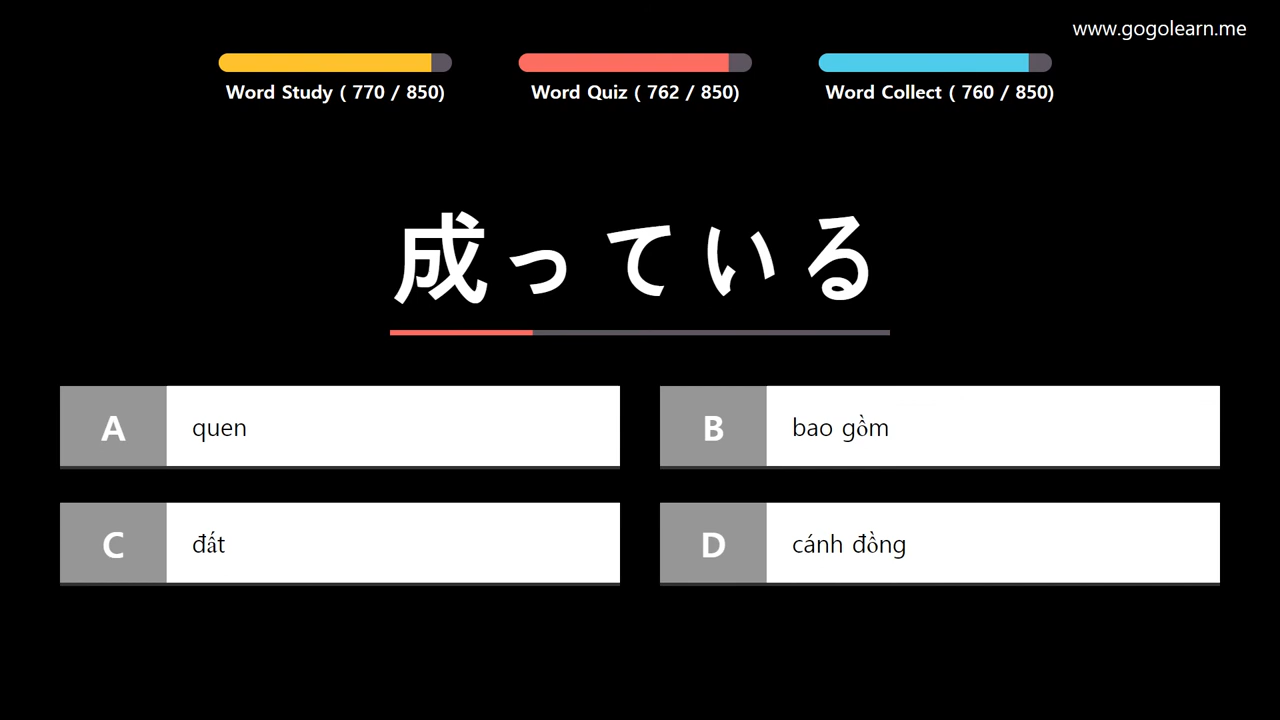 www.gogolearn.me
Word Study ( 770 / 850)
Word Quiz ( 762 / 850)
Word Collect ( 760 / 850)
成っている
A quen
B bao gồm
C đất
D cánh đồng